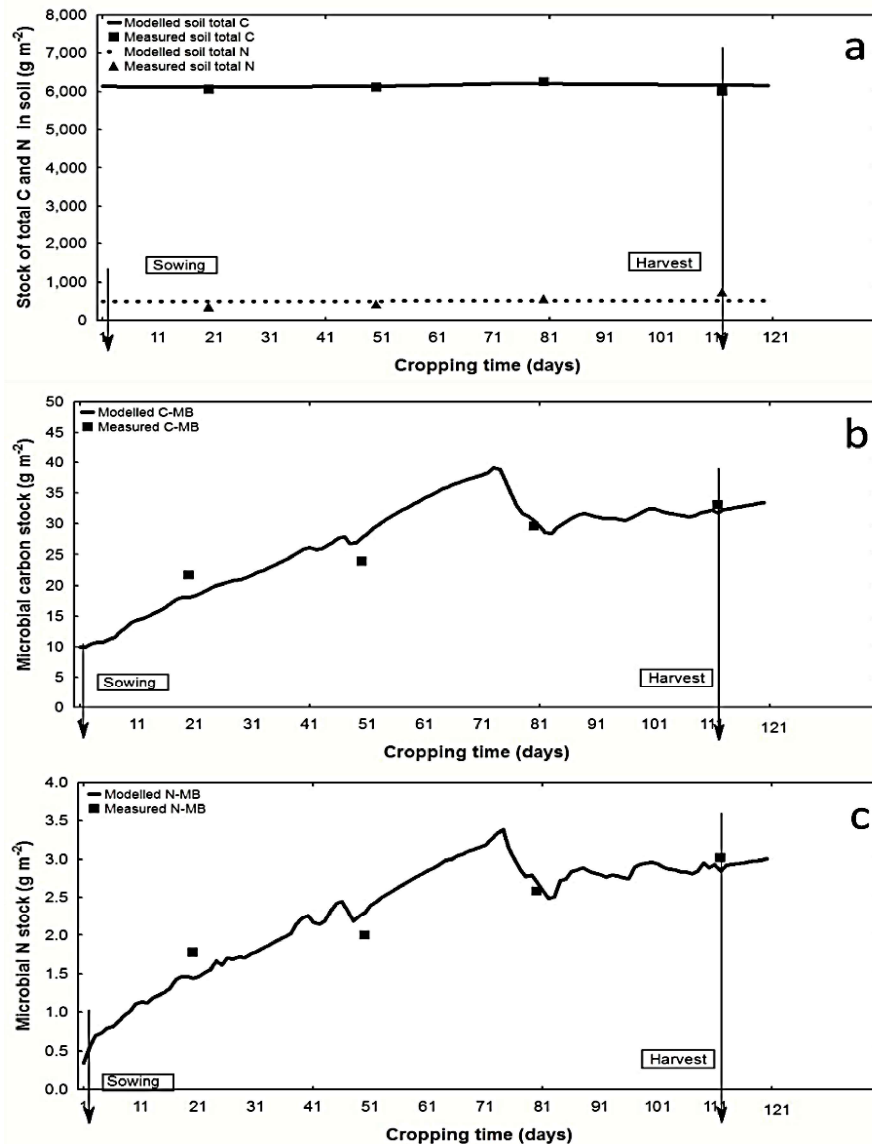 Modelled soil total C
Measured soil total C
Modelled soil total N
Measured soil total N
a
Stock of total C and N in soil (g m⁻²)
8,000
7,000
6,000
5,000
4,000
3,000
2,000
1,000
0
Sowing
Harvest
11 21 31 41 51 61 71 81 91 101 111 121
Cropping time (days)
Modelled C-MB
Measured C-MB
b
Microbial carbon stock (g m⁻²)
50
45
40
35
30
25
20
15
10
5
0
Sowing
Harvest
11 21 31 41 51 61 71 81 91 101 111 121
Cropping time (days)
Modelled N-MB
Measured N-MB
c
Microbial N stock (g m⁻²)
4.0
3.5
3.0
2.5
2.0
1.5
1.0
0.5
0.0
Sowing
Harvest
11 21 31 41 51 61 71 81 91 101 111 121
Cropping time (days)